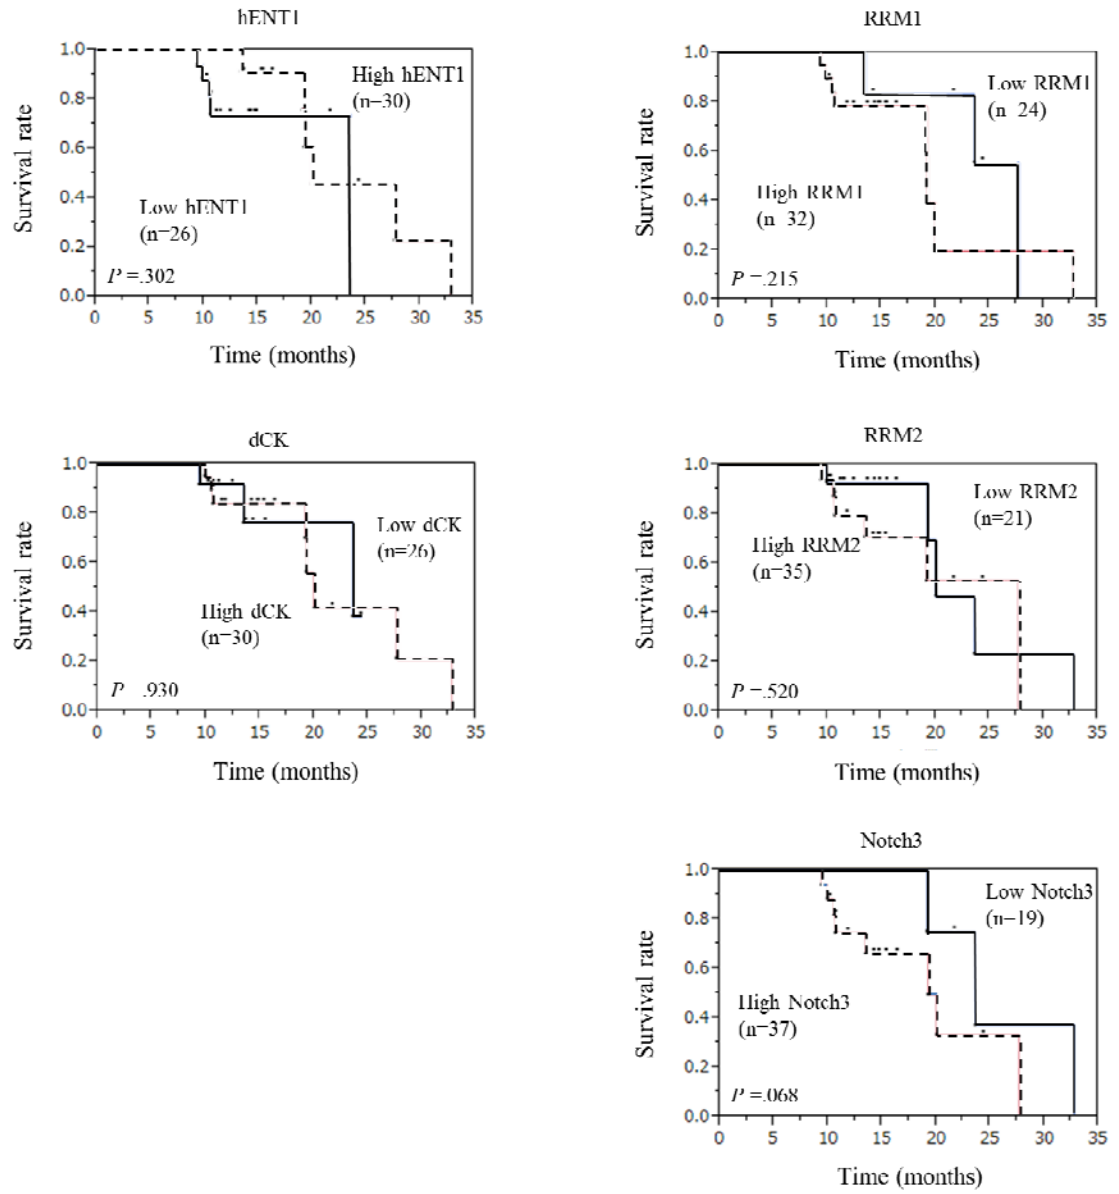 hENT1
1.0
0.8
0.6
0.4
0.2
0.0
Survival rate
High hENT1
(n=30)
Low hENT1
(n=26)
P =.302
0 5 10 15 20 25 30 35
Time (months)
RRM1
1.0
0.8
0.6
0.4
0.2
0.0
Survival rate
Low RRM1
(n 24)
High RRM1
(n 32)
P =.215
0 5 10 15 20 25 30 35
Time (months)
dCK
1.0
0.8
0.6
0.4
0.2
0.0
Survival rate
Low dCK
(n=26)
High dCK
(n=30)
P .930
0 5 10 15 20 25 30 35
Time (months)
RRM2
1.0
0.8
0.6
0.4
0.2
0.0
Survival rate
Low RRM2
(n=21)
High RRM2
(n=35)
P =.520
0 5 10 15 20 25 30 35
Time (months)
Notch3
1.0
0.8
0.6
0.4
0.2
0.0
Survival rate
Low Notch3
(n=19)
High Notch3
(n=37)
P =.068
0 5 10 15 20 25 30 35
Time (months)